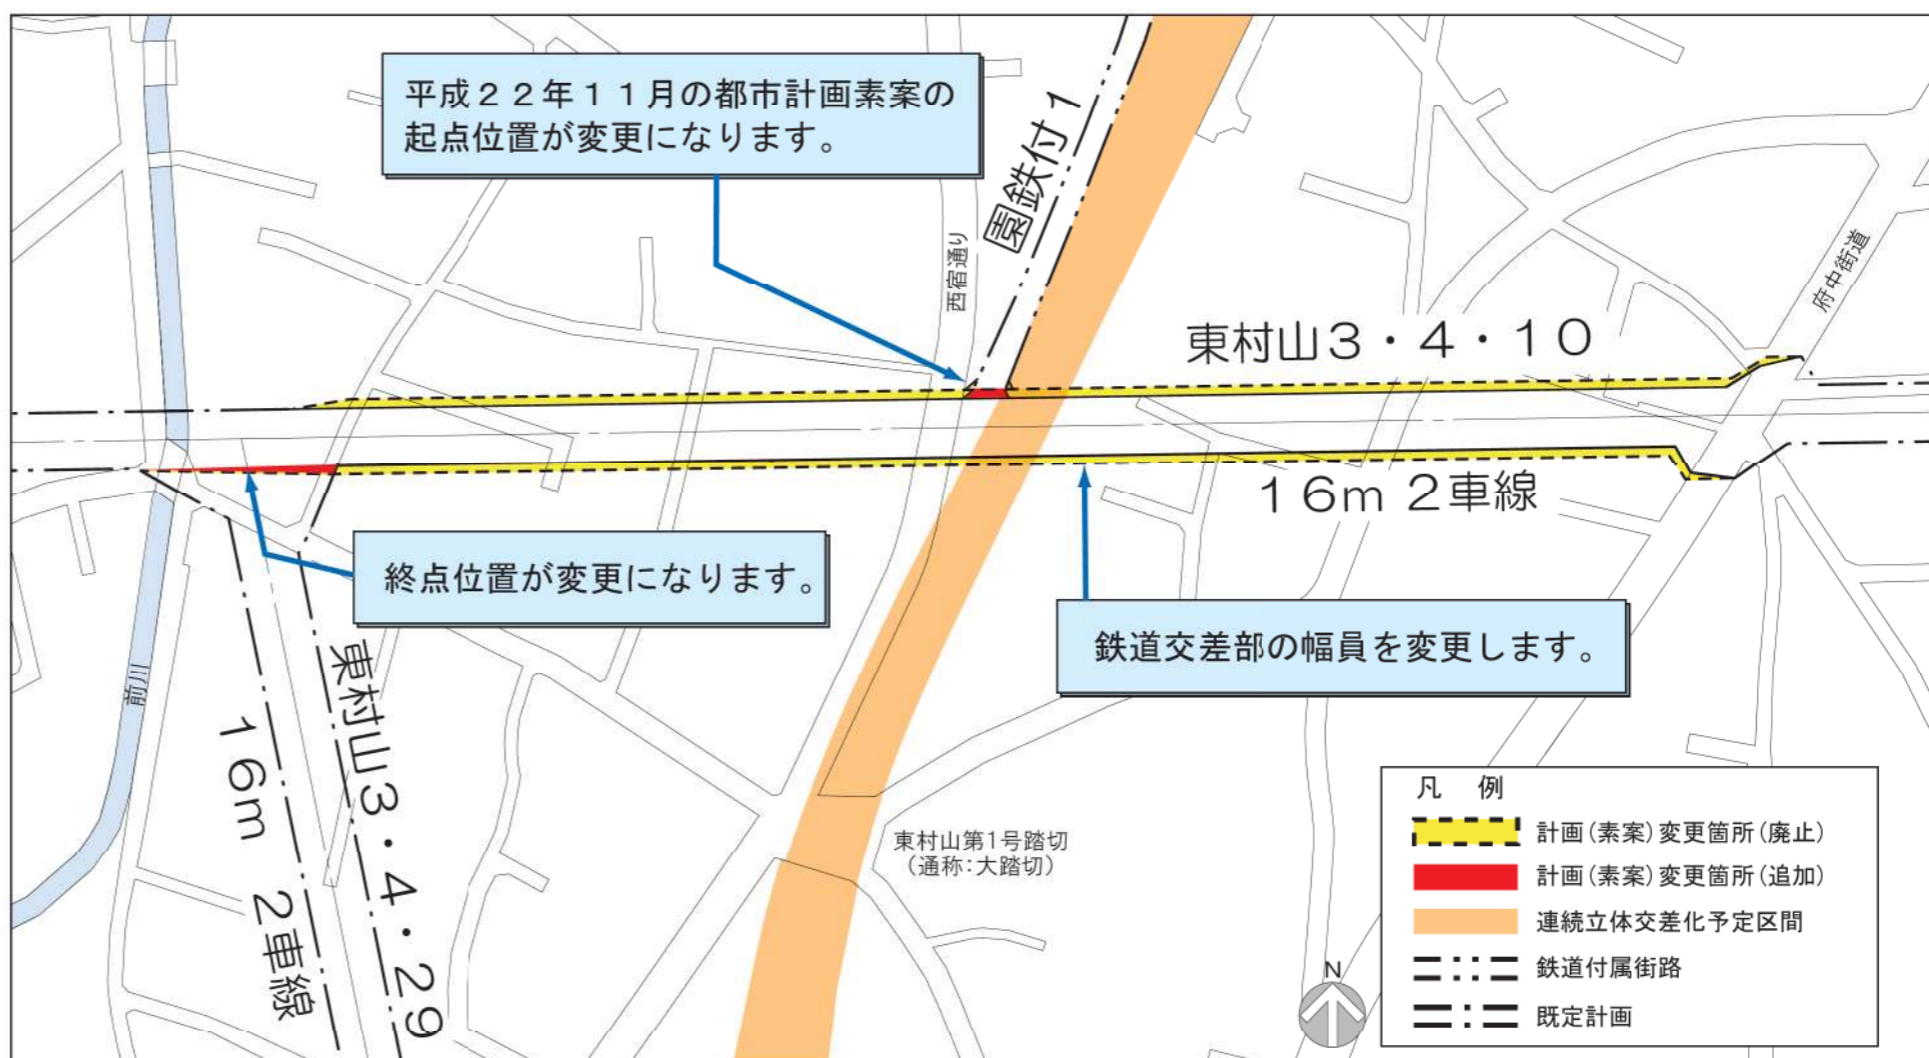 平成２２年１１月の都市計画素案の
起点位置が変更になります。
園鉄付１
西宿通り
府中街道
東村山３・４・１０
１６ｍ ２車線
終点位置が変更になります。
鉄道交差部の幅員を変更します。
前川
東村山３・４・２９
１６ｍ ２車線
東村山第1号踏切
（通称：大踏切）
N
凡 例
計画（素案）変更箇所（廃止）
計画（素案）変更箇所（追加）
連続立体交差化予定区間
鉄道付属街路
既定計画